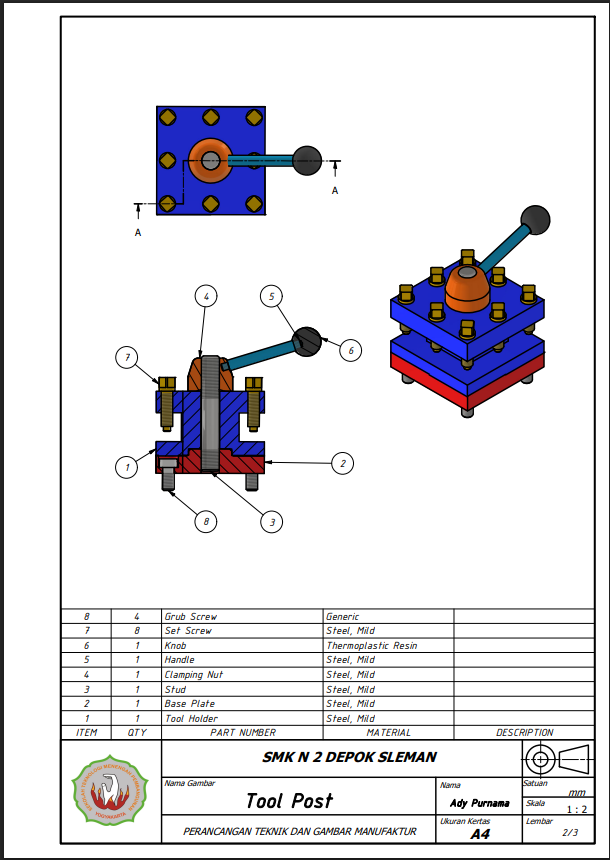 A
A
4
5
6
7
1
2
8
3
8 4 Grub Screw Generic
7 8 Set Screw Steel, Mild
6 1 Knob Thermoplastic Resin
5 1 Handle Steel, Mild
4 1 Clamping Nut Steel, Mild
3 1 Stud Steel, Mild
2 1 Base Plate Steel, Mild
1 1 Tool Holder Steel, Mild
ITEM QTY PART NUMBER MATERIAL DESCRIPTION
SMK N 2 DEPOK SLEMAN
Nama Gambar
Tool Post
Nama
Ady Purnama
Satuan
mm
Skala
1 : 2
PERANCANGAN TEKNIK DAN GAMBAR MANUFAKTUR
Ukuran Kertas
A4
Lembar
2/3
YOGYAKARTA